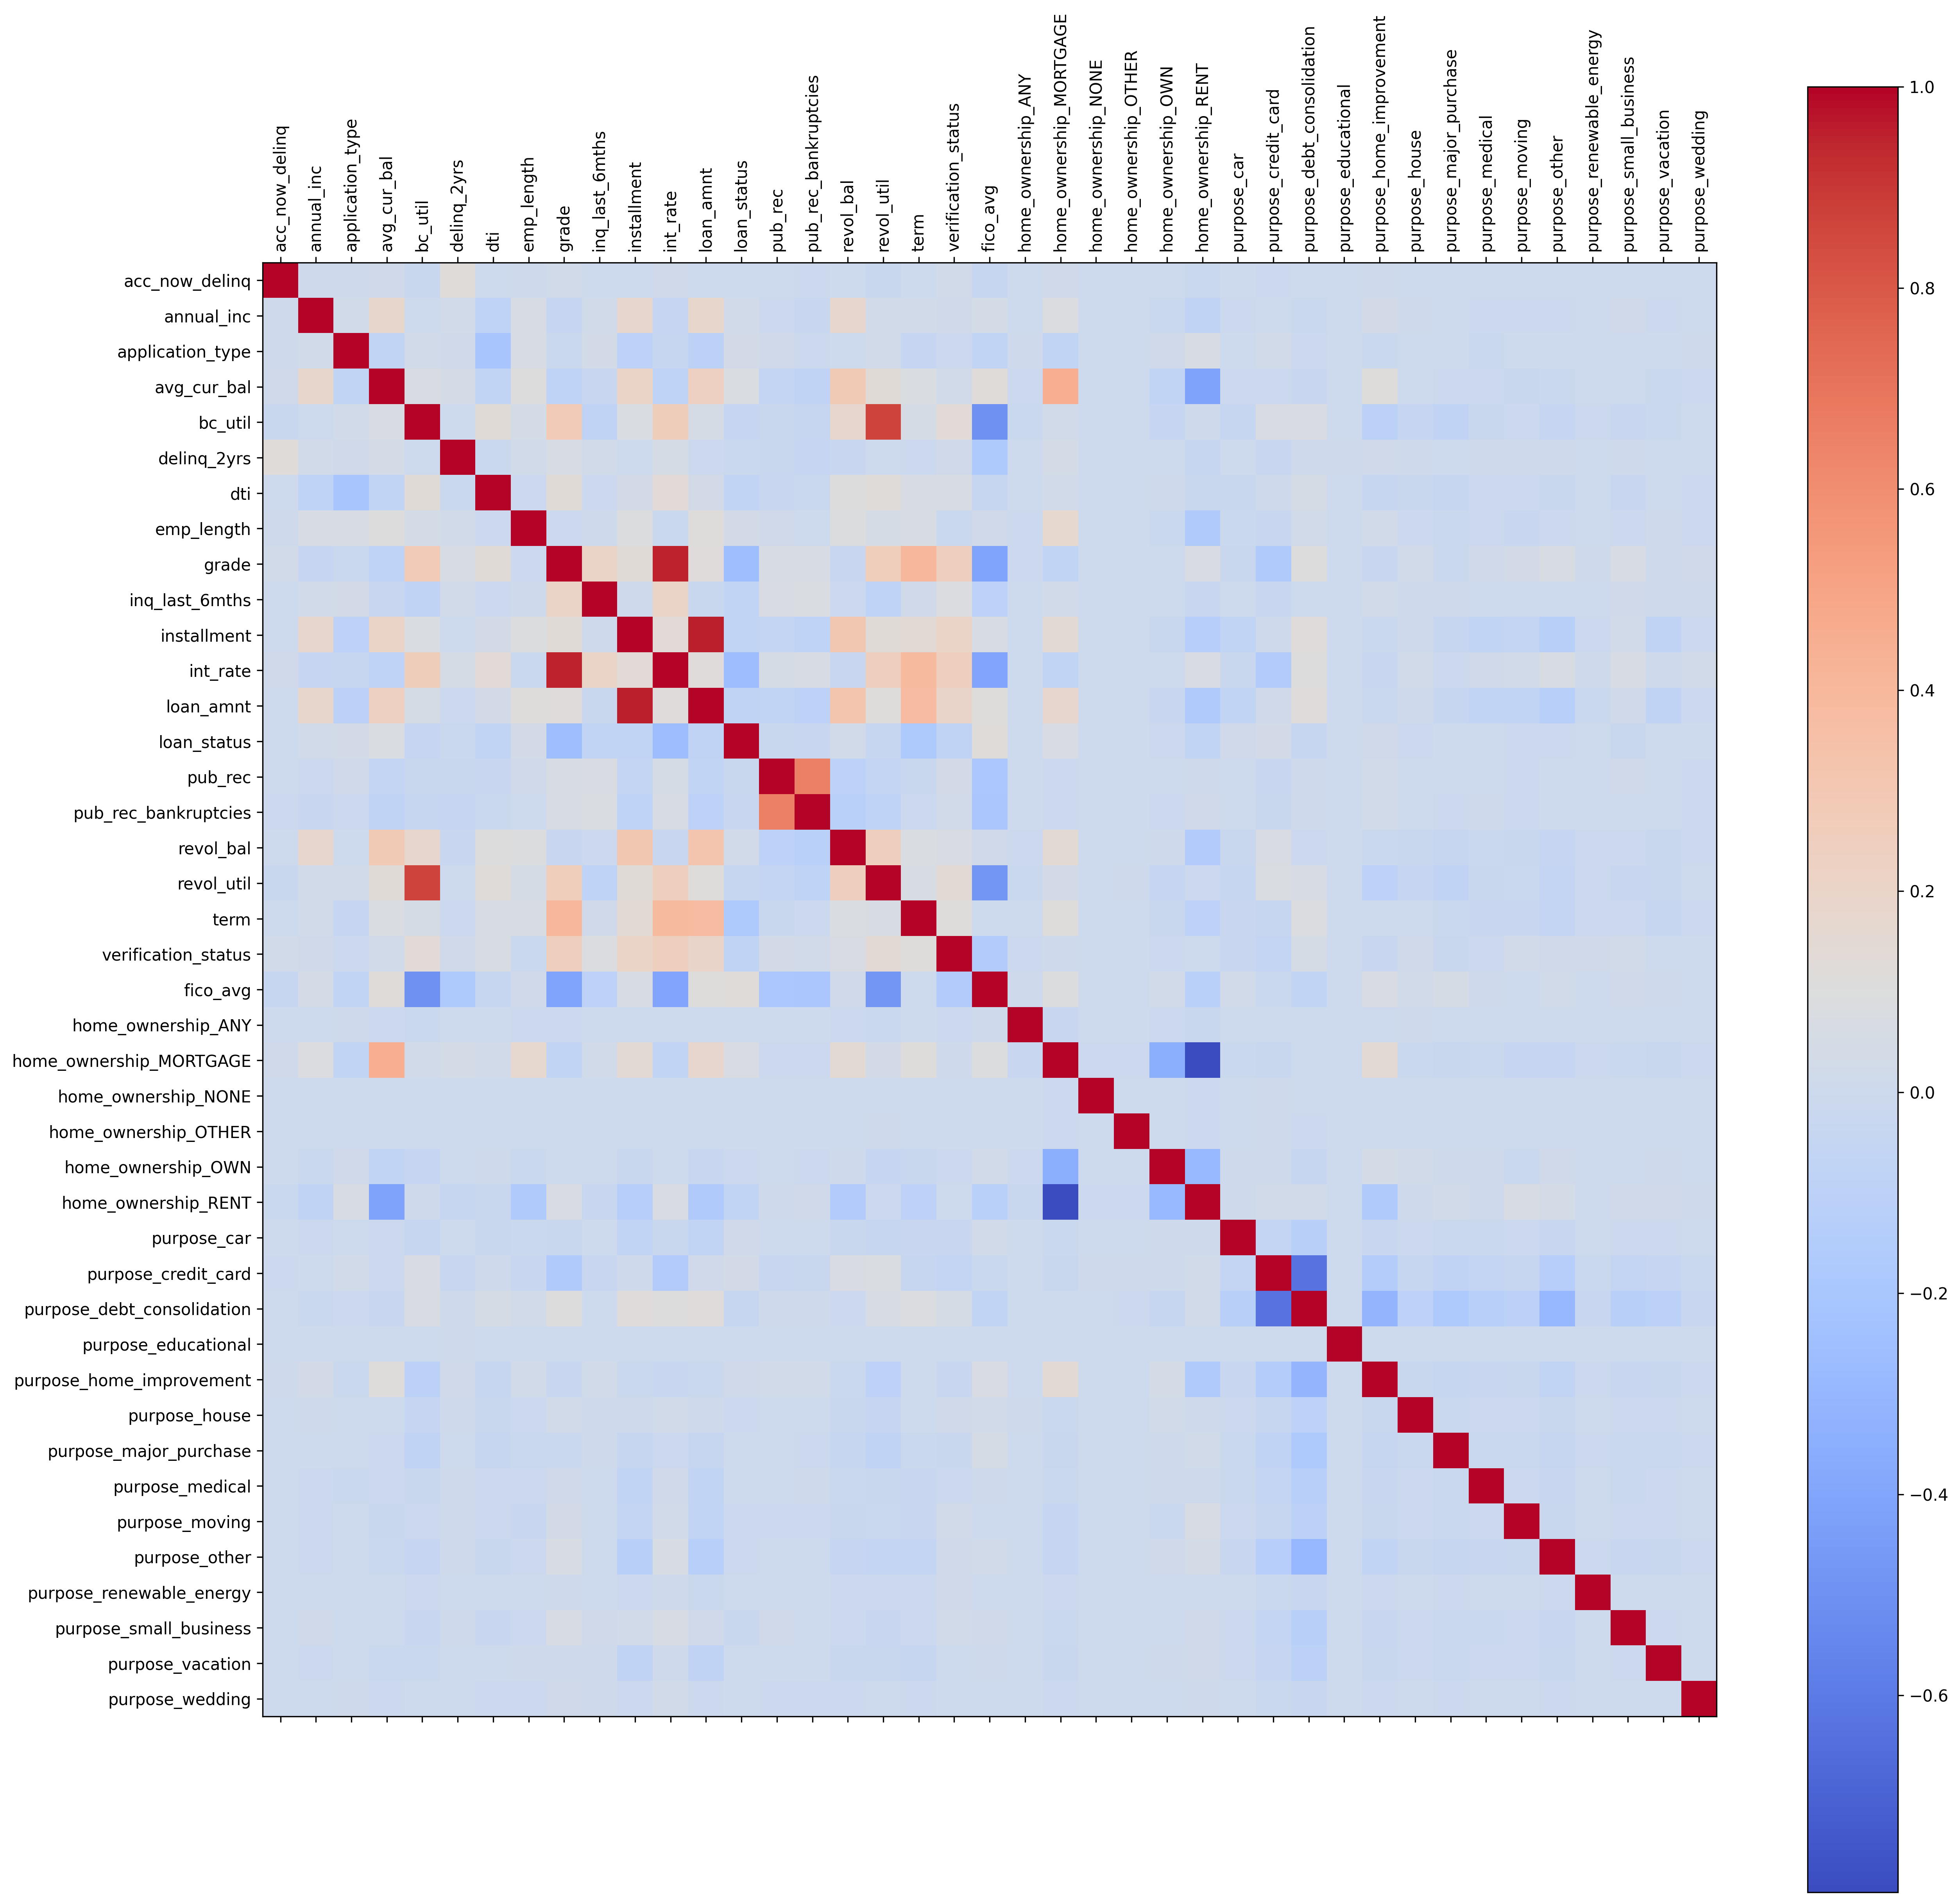 acc_now_delinq
annual_inc
application_type
avg_cur_bal
bc_util
delinq_2yrs
dti
emp_length
grade
inq_last_6mths
installment
int_rate
loan_amnt
loan_status
pub_rec
pub_rec_bankruptcies
revol_bal
revol_util
term
verification_status
fico_avg
home_ownership_ANY
home_ownership_MORTGAGE
home_ownership_NONE
home_ownership_OTHER
home_ownership_OWN
home_ownership_RENT
purpose_car
purpose_credit_card
purpose_debt_consolidation
purpose_educational
purpose_home_improvement
purpose_house
purpose_major_purchase
purpose_medical
purpose_moving
purpose_other
purpose_renewable_energy
purpose_small_business
purpose_vacation
purpose_wedding
acc_now_delinq
annual_inc
application_type
avg_cur_bal
bc_util
delinq_2yrs
dti
emp_length
grade
inq_last_6mths
installment
int_rate
loan_amnt
loan_status
pub_rec
pub_rec_bankruptcies
revol_bal
revol_util
term
verification_status
fico_avg
home_ownership_ANY
home_ownership_MORTGAGE
home_ownership_NONE
home_ownership_OTHER
home_ownership_OWN
home_ownership_RENT
purpose_car
purpose_credit_card
purpose_debt_consolidation
purpose_educational
purpose_home_improvement
purpose_house
purpose_major_purchase
purpose_medical
purpose_moving
purpose_other
purpose_renewable_energy
purpose_small_business
purpose_vacation
purpose_wedding
1.0
0.8
0.6
0.4
0.2
0.0
−0.2
−0.4
−0.6